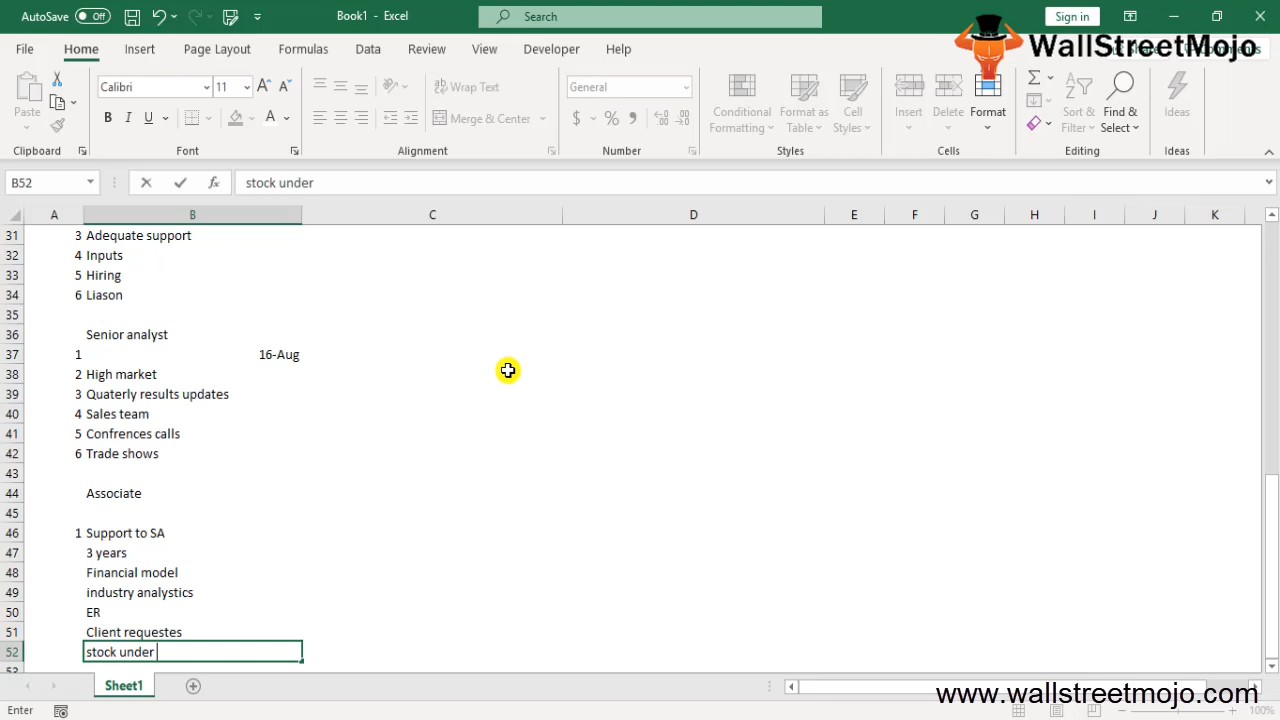 AutoSave Off Book1 - Excel Search Sign in
WallStreetMojo
File Home Insert Page Layout Formulas Data Review View Developer Help
Calibri 11 Wrap Text General Σ
Paste B I U A Merge & Center $ % Conditional Formatting Format as Table Cell Styles Insert Delete Format Sort & Filter Find & Select Ideas
Clipboard Font Alignment Number Styles Cells Editing Ideas
B52 fx stock under
A B C D E F G H I J K
31 3 Adequate support
32 4 Inputs
33 5 Hiring
34 6 Liason
35
36 Senior analyst
37 1 16-Aug
38 2 High market
39 3 Quaterly results updates
40 4 Sales team
41 5 Confrences calls
42 6 Trade shows
43
44 Associate
45
46 1 Support to SA
47 3 years
48 Financial model
49 industry analystics
50 ER
51 Client requestes
52 stock under
53
Sheet1
www.wallstreetmojo.com
Enter 100%